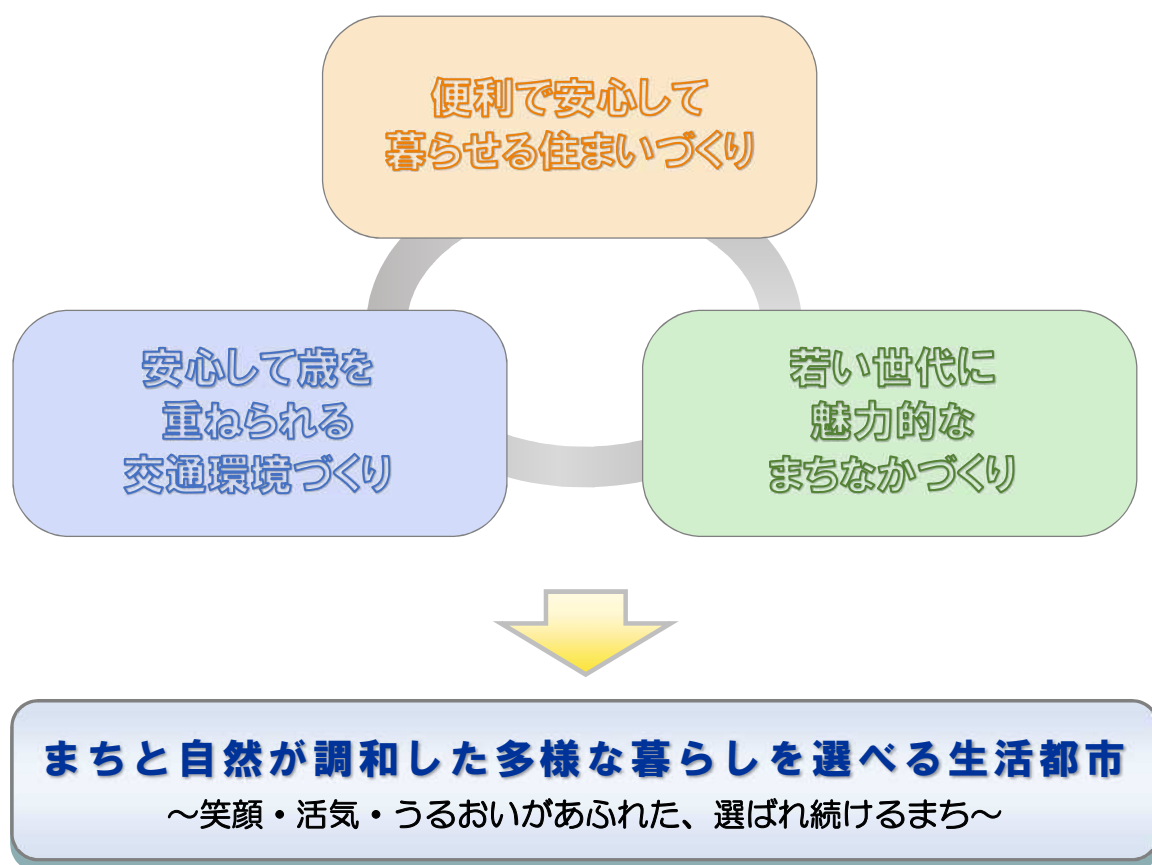 便利で安心して
暮らせる住まいづくり
安心して歳を
重ねられる
交通環境づくり
若い世代に
魅力的な
まちなかづくり
まちと自然が調和した多様な暮らしを選べる生活都市
～笑顔・活気・うるおいがあふれた、選ばれ続けるまち～